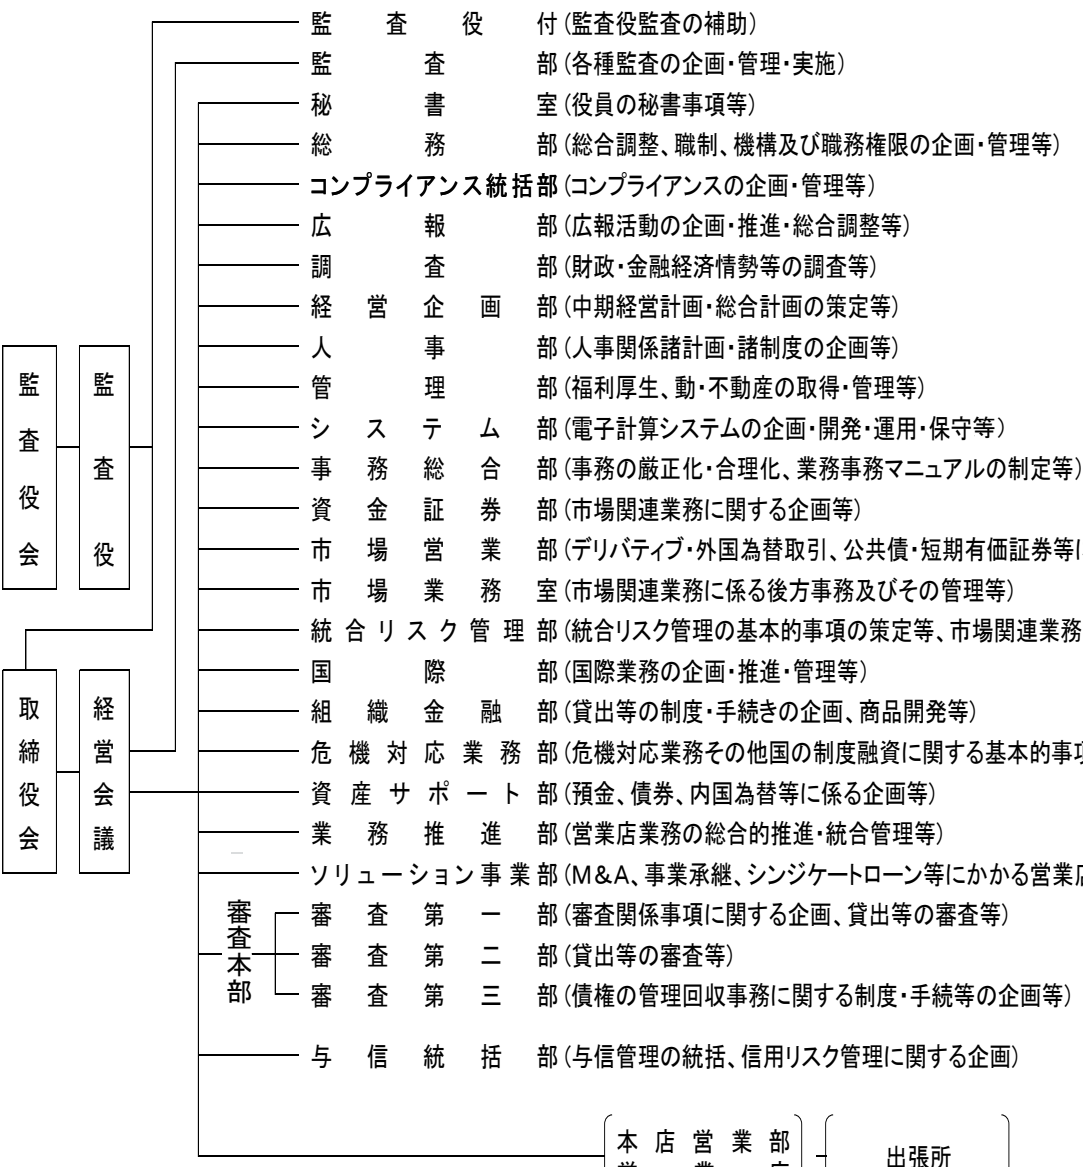 監査役付(監査役監査の補助)
監査部(各種監査の企画・管理・実施)
秘書室(役員の秘書事項等)
総務部(総合調整、職制、機構及び職務権限の企画・管理等)
コンプライアンス統括部(コンプライアンスの企画・管理等)
広報部(広報活動の企画・推進・総合調整等)
調査部(財政・金融経済情勢等の調査等)
経営企画部(中期経営計画・総合計画の策定等)
人事部(人事関係諸計画・諸制度の企画等)
管理部(福利厚生、動・不動産の取得・管理等)
システム部(電子計算システムの企画・開発・運用・保守等)
事務総合部(事務の厳正化・合理化、業務事務マニュアルの制定等)
資金証券部(市場関連業務に関する企画等)
市場営業部(デリバティブ・外国為替取引、公共債・短期有価証券等に
市場業務室(市場関連業務に係る後方事務及びその管理等)
統合リスク管理部(統合リスク管理の基本的事項の策定等、市場関連業務
国際部(国際業務の企画・推進・管理等)
組織金融部(貸出等の制度・手続きの企画、商品開発等)
危機対応業務部(危機対応業務その他国の制度融資に関する基本的事項
資産サポート部(預金、債券、内国為替等に係る企画等)
業務推進部(営業店業務の総合的推進・統合管理等)
ソリューション事業部(M&A、事業承継、シンジケートローン等にかかる営業店
審査本部
審査第一部(審査関係事項に関する企画、貸出等の審査等)
審査第二部(貸出等の審査等)
審査第三部(債権の管理回収事務に関する制度・手続等の企画等)
与信統括部(与信管理の統括、信用リスク管理に関する企画)
監査役会
監査役
取締役会
経営会議
本店営業部
出張所